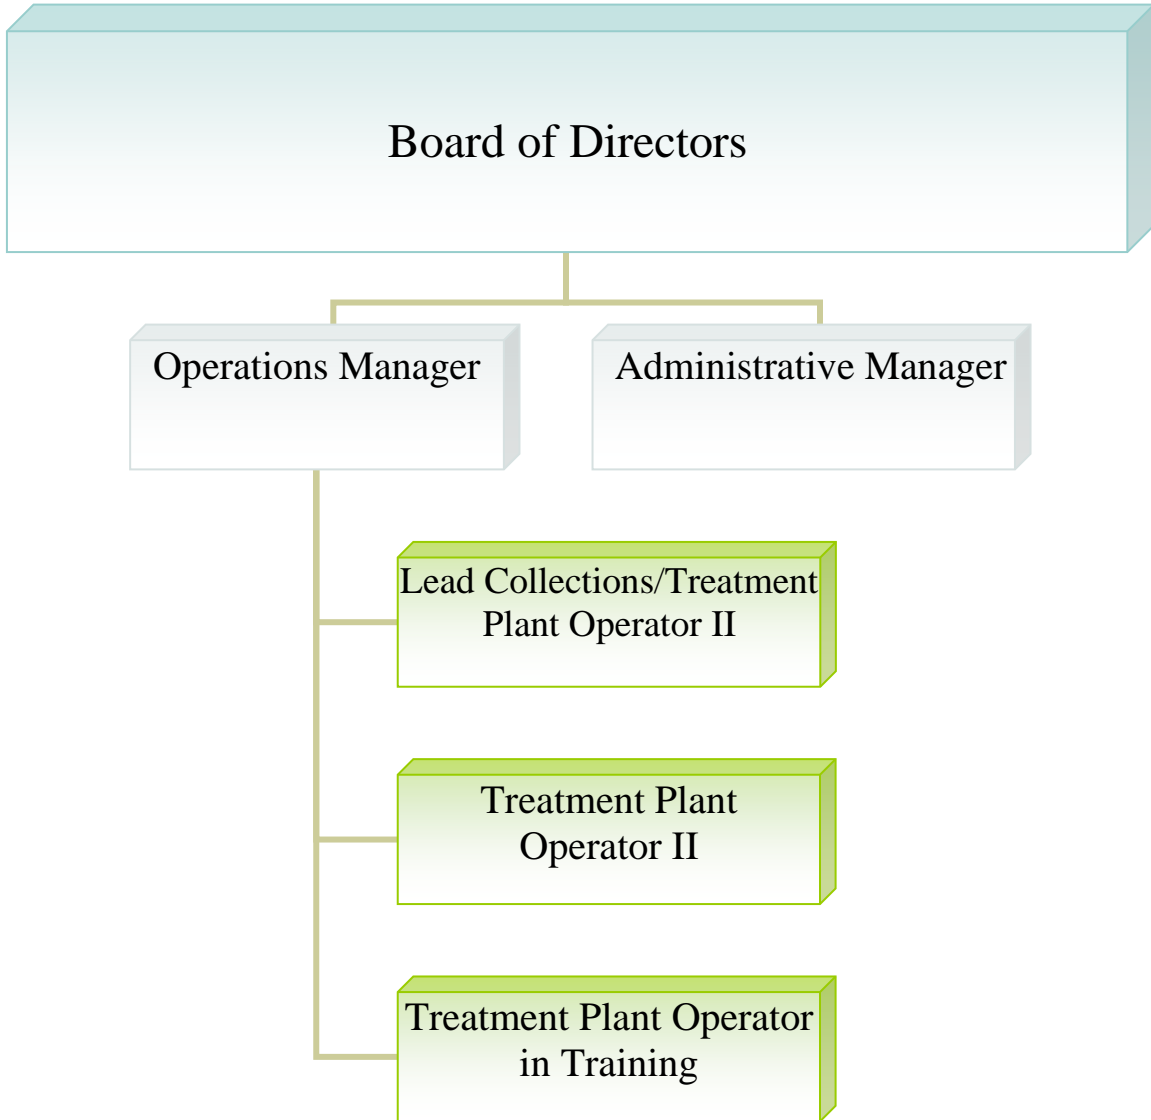 Board of Directors
Operations Manager
Administrative Manager
Lead Collections/Treatment
Plant Operator II
Treatment Plant
Operator II
Treatment Plant Operator
in Training